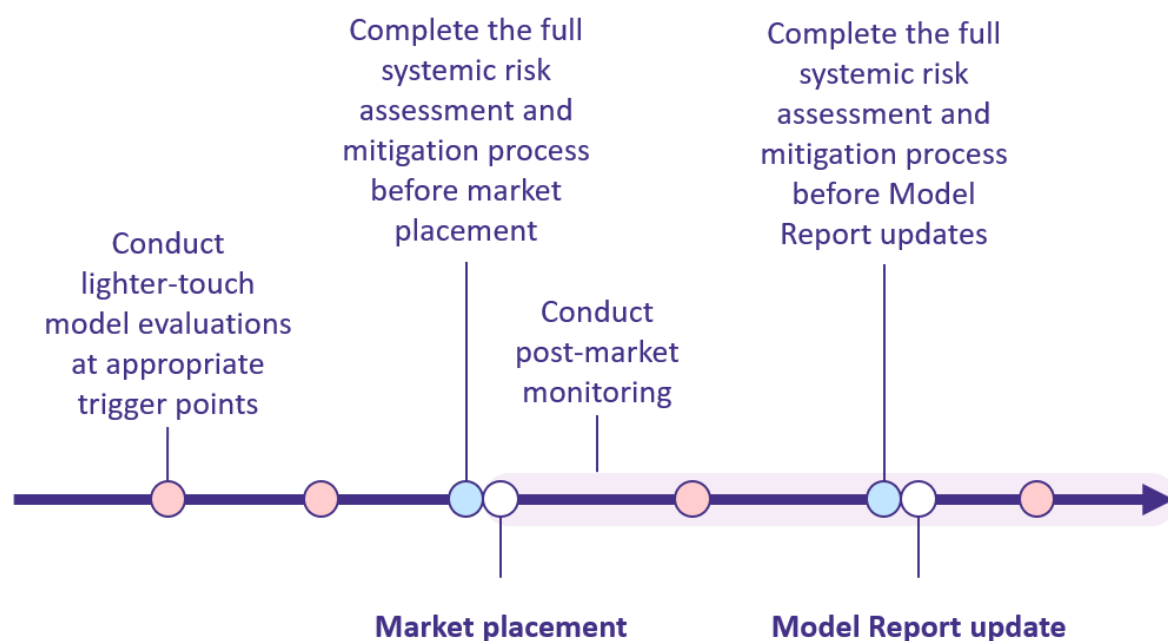 Conduct
lighter-touch
model evaluations
at appropriate
trigger points
Complete the full
systemic risk
assessment and
mitigation process
before market
placement
Conduct
post-market
monitoring
Complete the full
systemic risk
assessment and
mitigation process
before Model
Report updates
Market placement
Model Report update